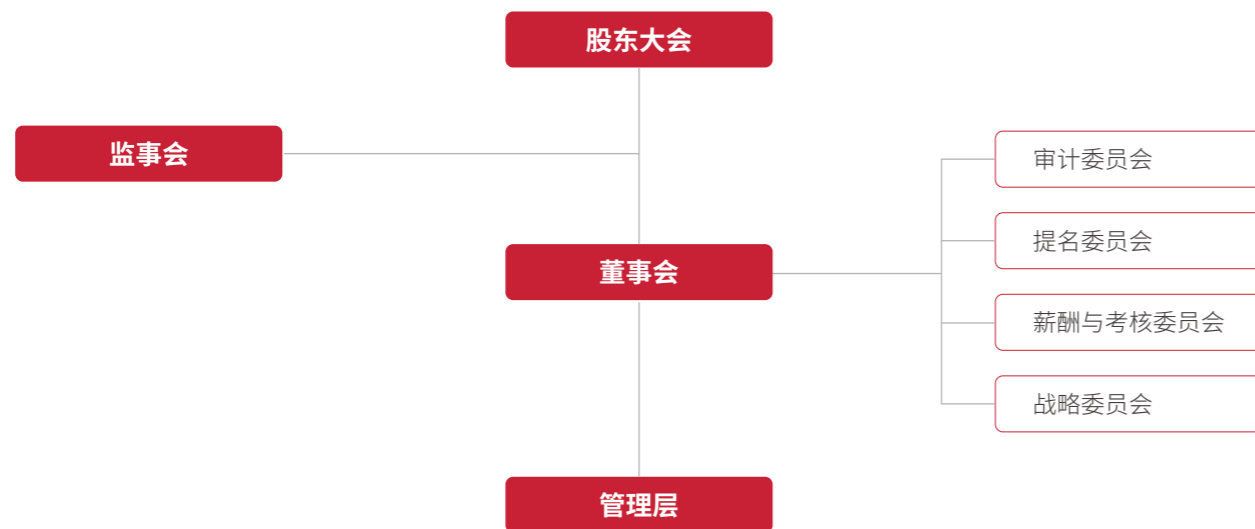 股东大会
监事会
董事会
审计委员会
提名委员会
薪酬与考核委员会
战略委员会
管理层